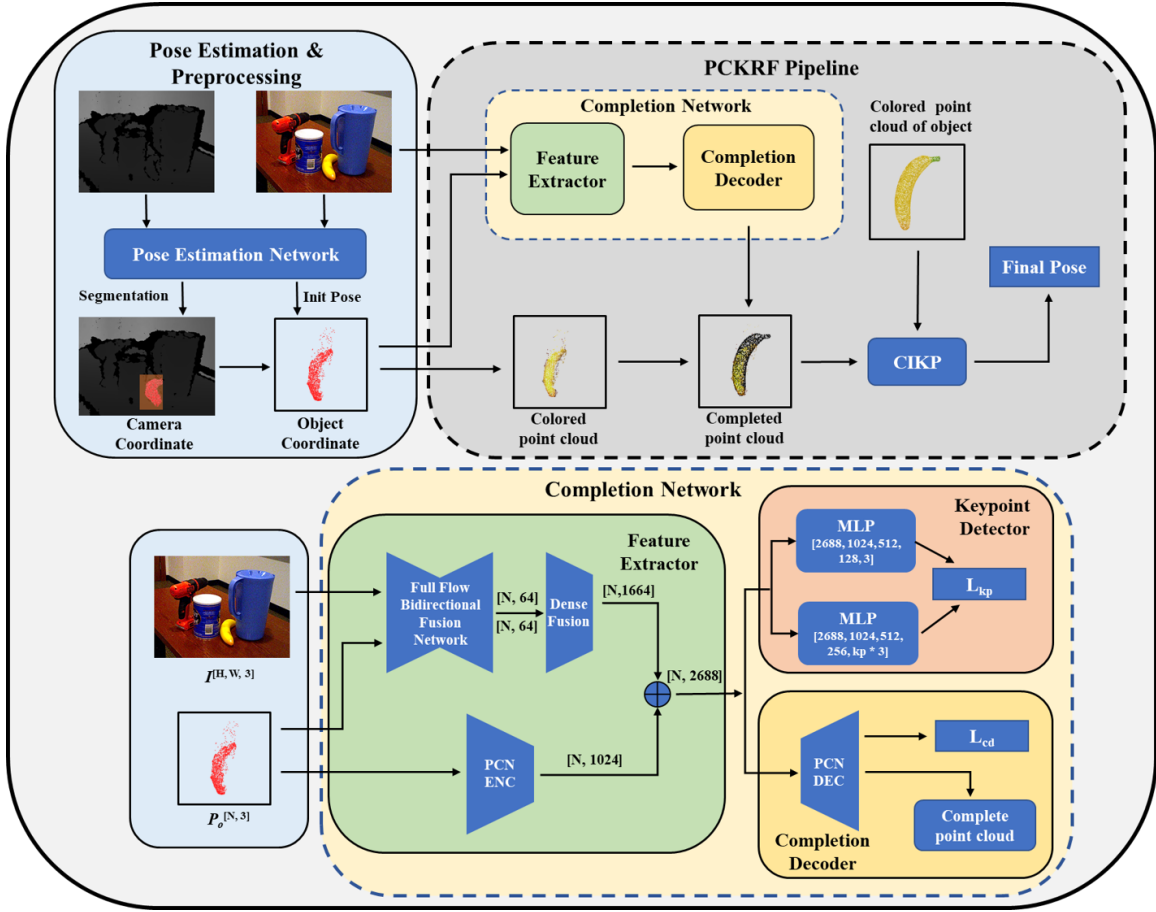 Pose Estimation &
Preprocessing
Pose Estimation Network
Segmentation
Init Pose
Camera
Coordinate
Object
Coordinate
PCKRF Pipeline
Completion Network
Feature
Extractor
Completion
Decoder
Colored point
cloud of object
Final Pose
CIKP
Colored
point cloud
Completed
point cloud
Completion Network
I[H, W, 3]
Po[N, 3]
Feature
Extractor
Full Flow
Bidirectional
Fusion
Network
[N, 64]
[N, 64]
Dense
Fusion
[N,1664]
PCN
ENC
[N, 1024]
[N, 2688]
Keypoint
Detector
MLP
[2688, 1024, 512,
128, 3]
MLP
[2688, 1024, 512,
256, kp * 3]
Lkp
PCN
DEC
Lcd
Complete
point cloud
Completion
Decoder